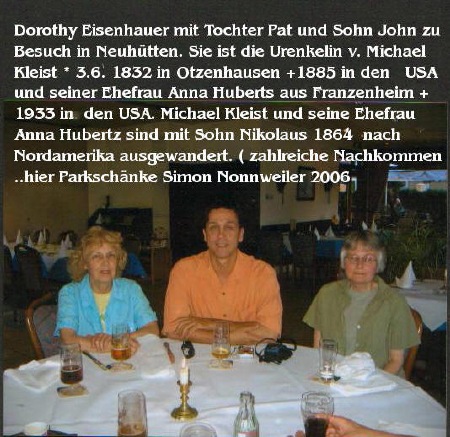 Dorothy Eisenhauer mit Tochter Pat und Sohn John zu
Besuch in Neuhütten. Sie ist die Urenkelin v. Michael
Kleist * 3.6. 1832 in Otzenhausen +1885 in den USA
und seiner Ehefrau Anna Huberts aus Franzenheim +
1933 in den USA. Michael Kleist und seine Ehefrau
Anna Hubertz sind mit Sohn Nikolaus 1864 nach
Nordamerika ausgewandert. ( zahlreiche Nachkommen
..hier Parkschänke Simon Nonnweiler 2006